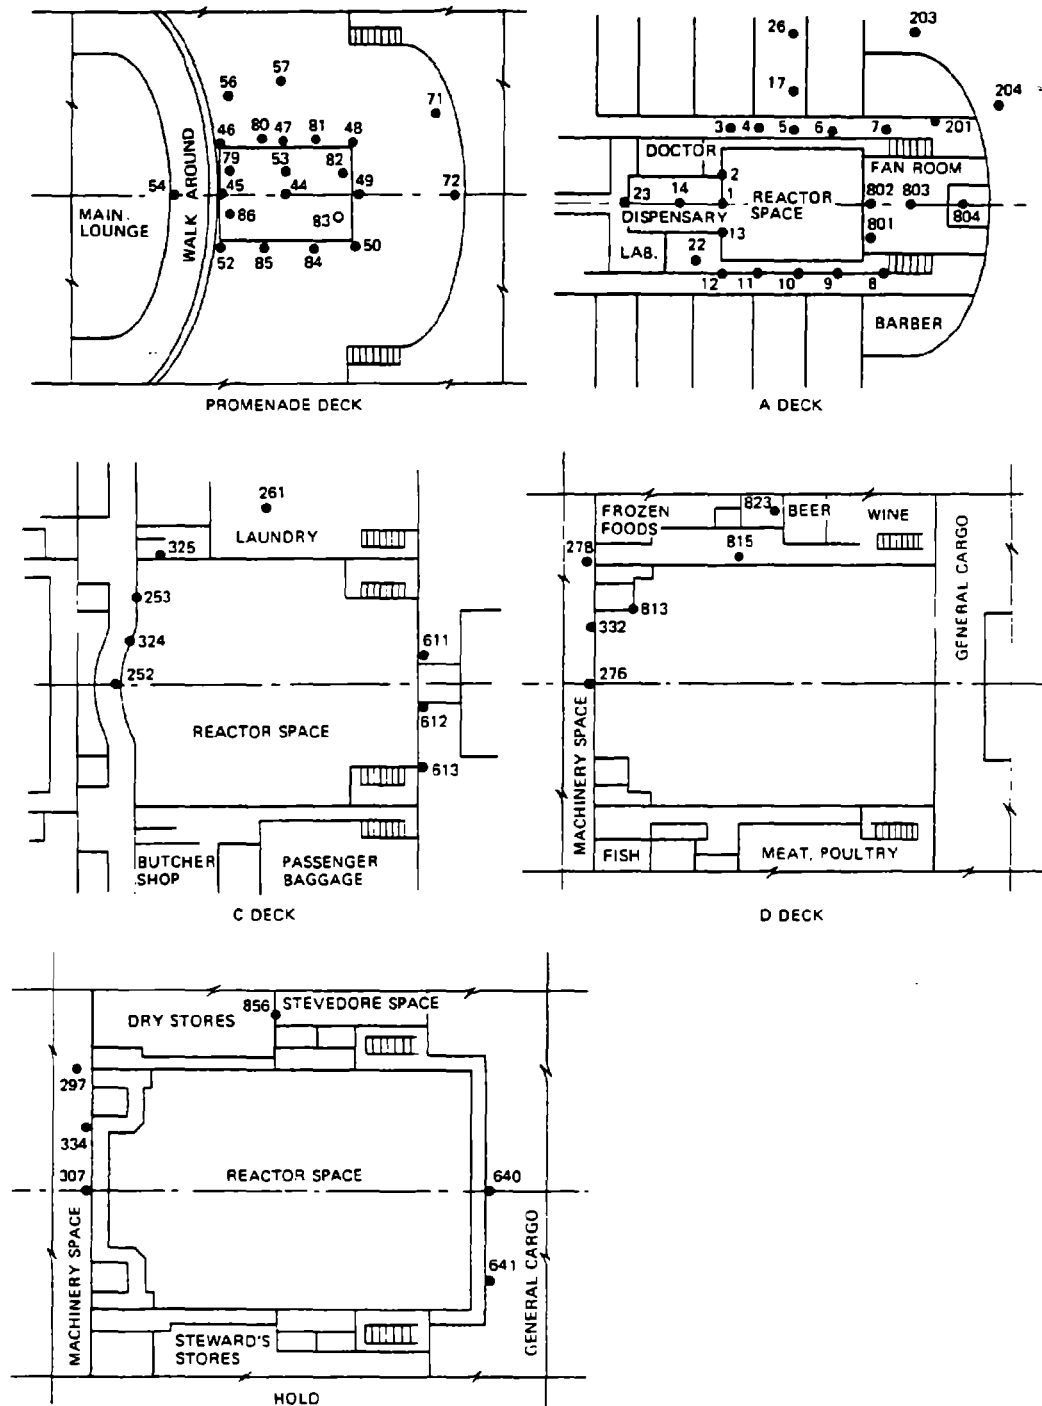 57
56
71
46
80
47
81
48
79
53
82
54
45
44
49
72
86
83
52
85
84
50
MAIN
LOUNGE
WALK AROUND
PROMENADE DECK
26
203
17
204
3
4
5
6
7
201
DOCTOR
2
FAN ROOM
23
14
1
REACTOR
SPACE
802
803
804
DISPENSARY
13
801
LAB.
22
12
11
10
9
8
BARBER
A DECK
261
LAUNDRY
325
253
324
252
611
612
613
REACTOR SPACE
BUTCHER
SHOP
PASSENGER
BAGGAGE
C DECK
FROZEN
FOODS
823
BEER
WINE
278
815
813
332
276
GENERAL CARGO
MACHINERY SPACE
FISH
MEAT, POULTRY
D DECK
856
STEVEDORE SPACE
DRY STORES
297
334
307
REACTOR SPACE
640
641
MACHINERY SPACE
GENERAL CARGO
STEWARD'S
STORES
HOLD